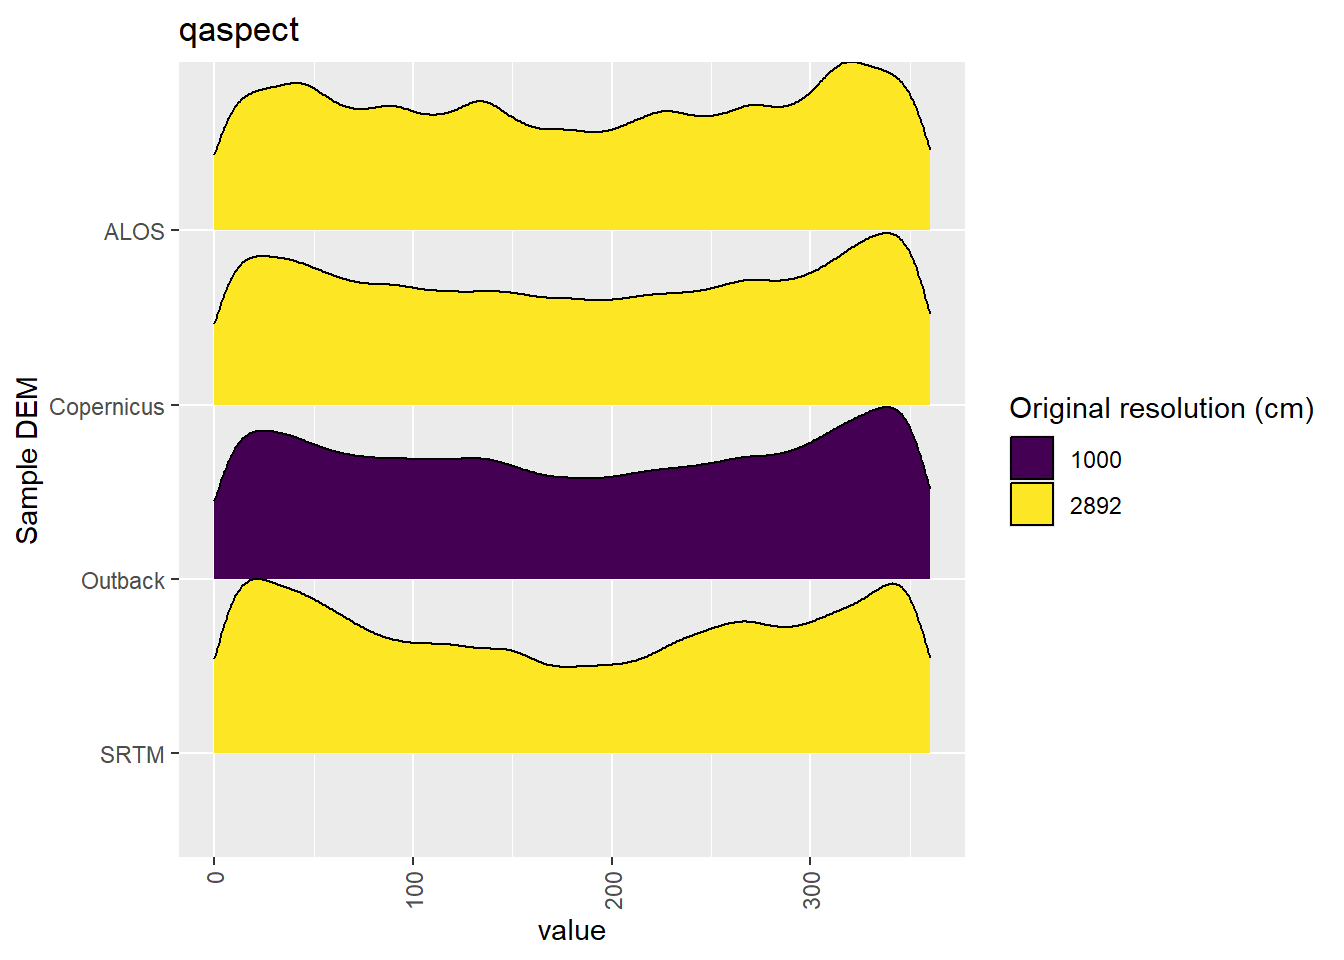 qaspect
Sample DEM
ALOS
Copernicus
Outback
SRTM
0
100
200
300
value
Original resolution (cm)
1000
2892